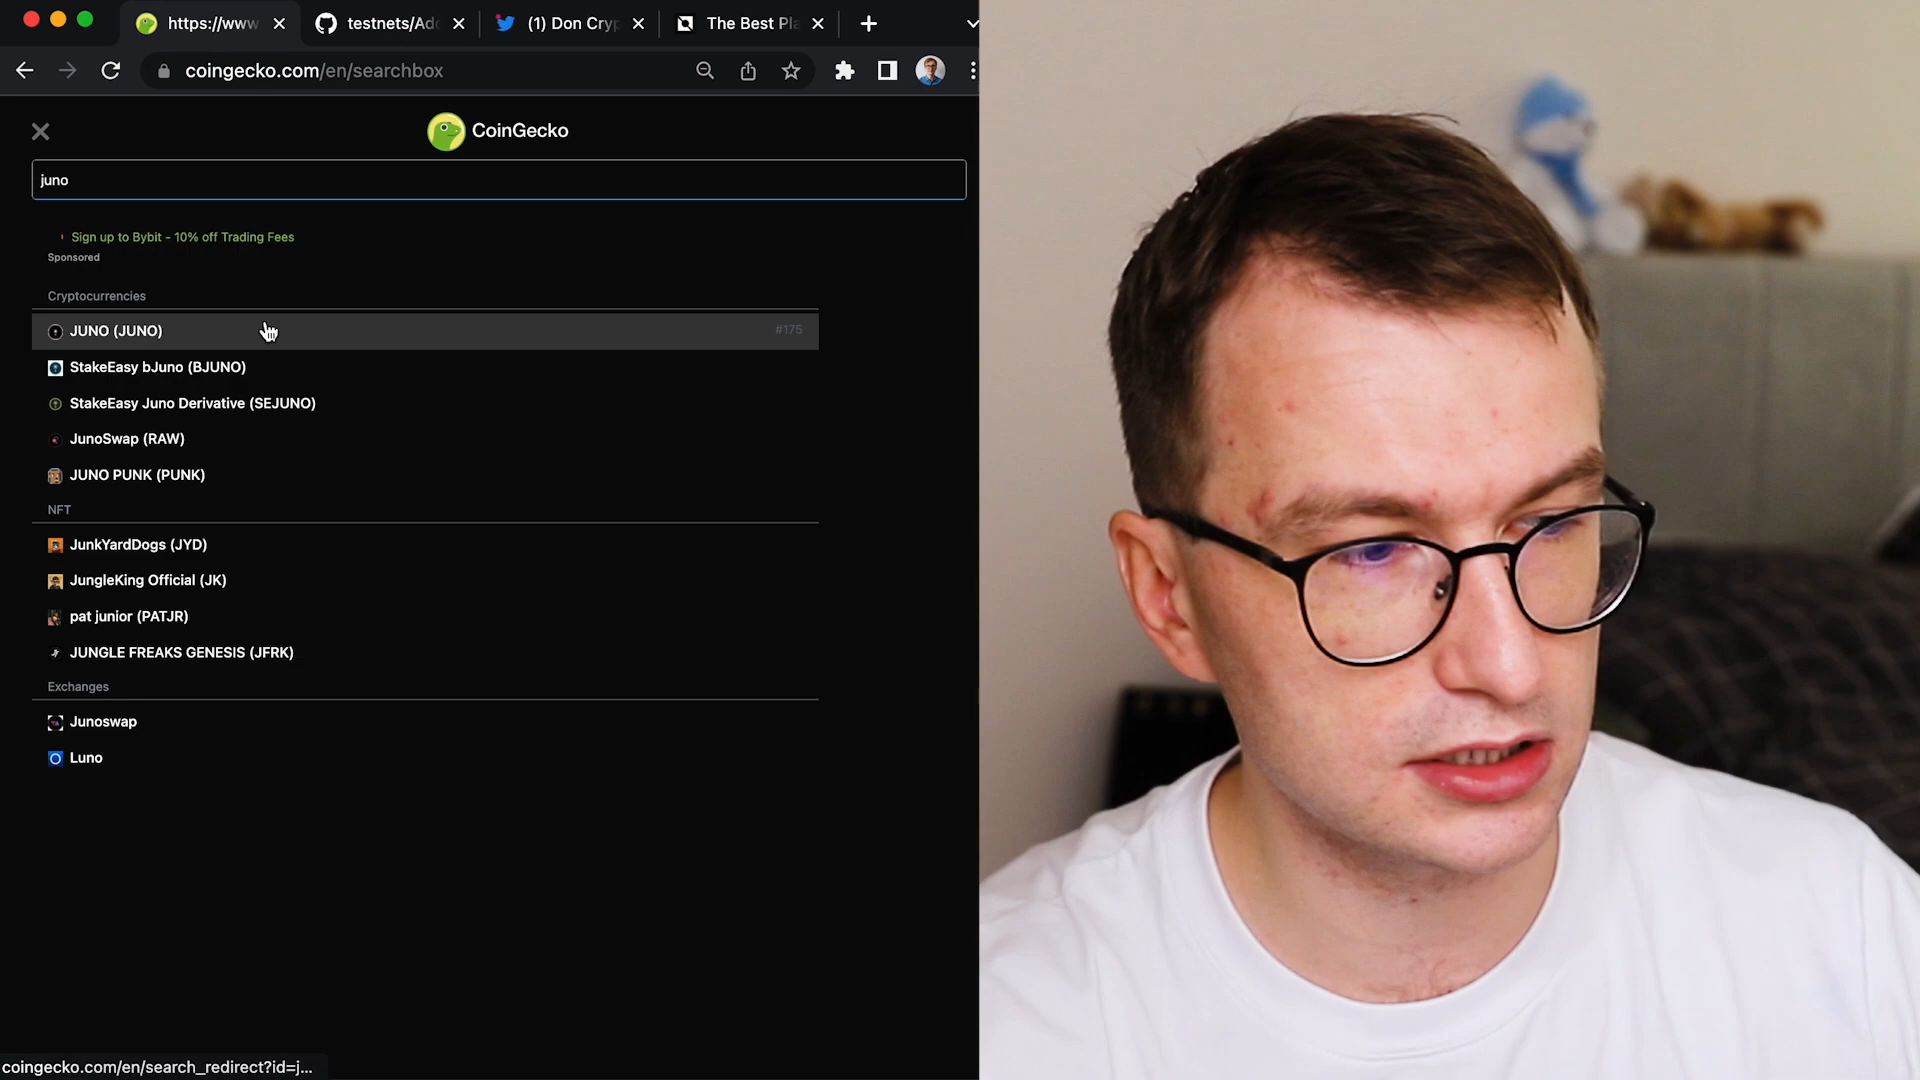 https://www
testnets/Add
(1) Don Cryp
The Best Pla
coingecko.com/en/searchbox
CoinGecko
juno
Sign up to Bybit - 10% off Trading Fees
Sponsored
Cryptocurrencies
JUNO (JUNO)
#175
StakeEasy bJuno (BJUNO)
StakeEasy Juno Derivative (SEJUNO)
JunoSwap (RAW)
JUNO PUNK (PUNK)
NFT
JunkYardDogs (JYD)
JungleKing Official (JK)
pat junior (PATJR)
JUNGLE FREAKS GENESIS (JFRK)
Exchanges
Junoswap
Luno
coingecko.com/en/search_redirect?id=j...